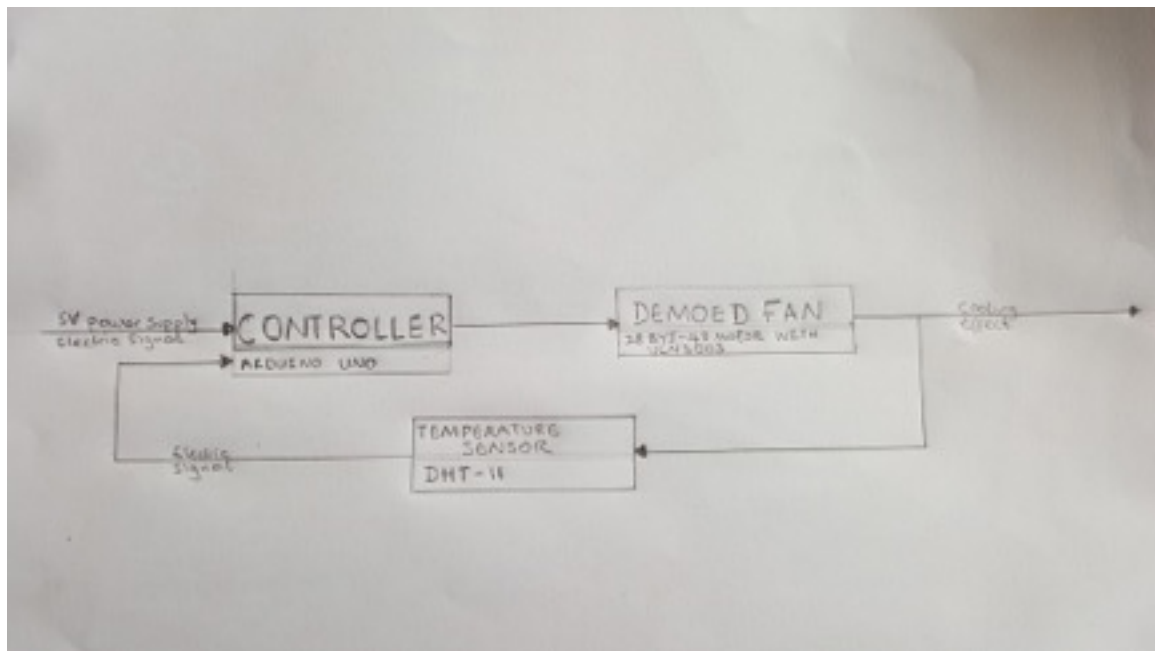 5V Power Supply
Electric Signal
CONTROLLER
ARDUINO UNO
DEMOED FAN
28 BYJ-48 MOTOR WITH
Cooling
Effect
TEMPERATURE
SENSOR
DHT-11
Electric
Signal